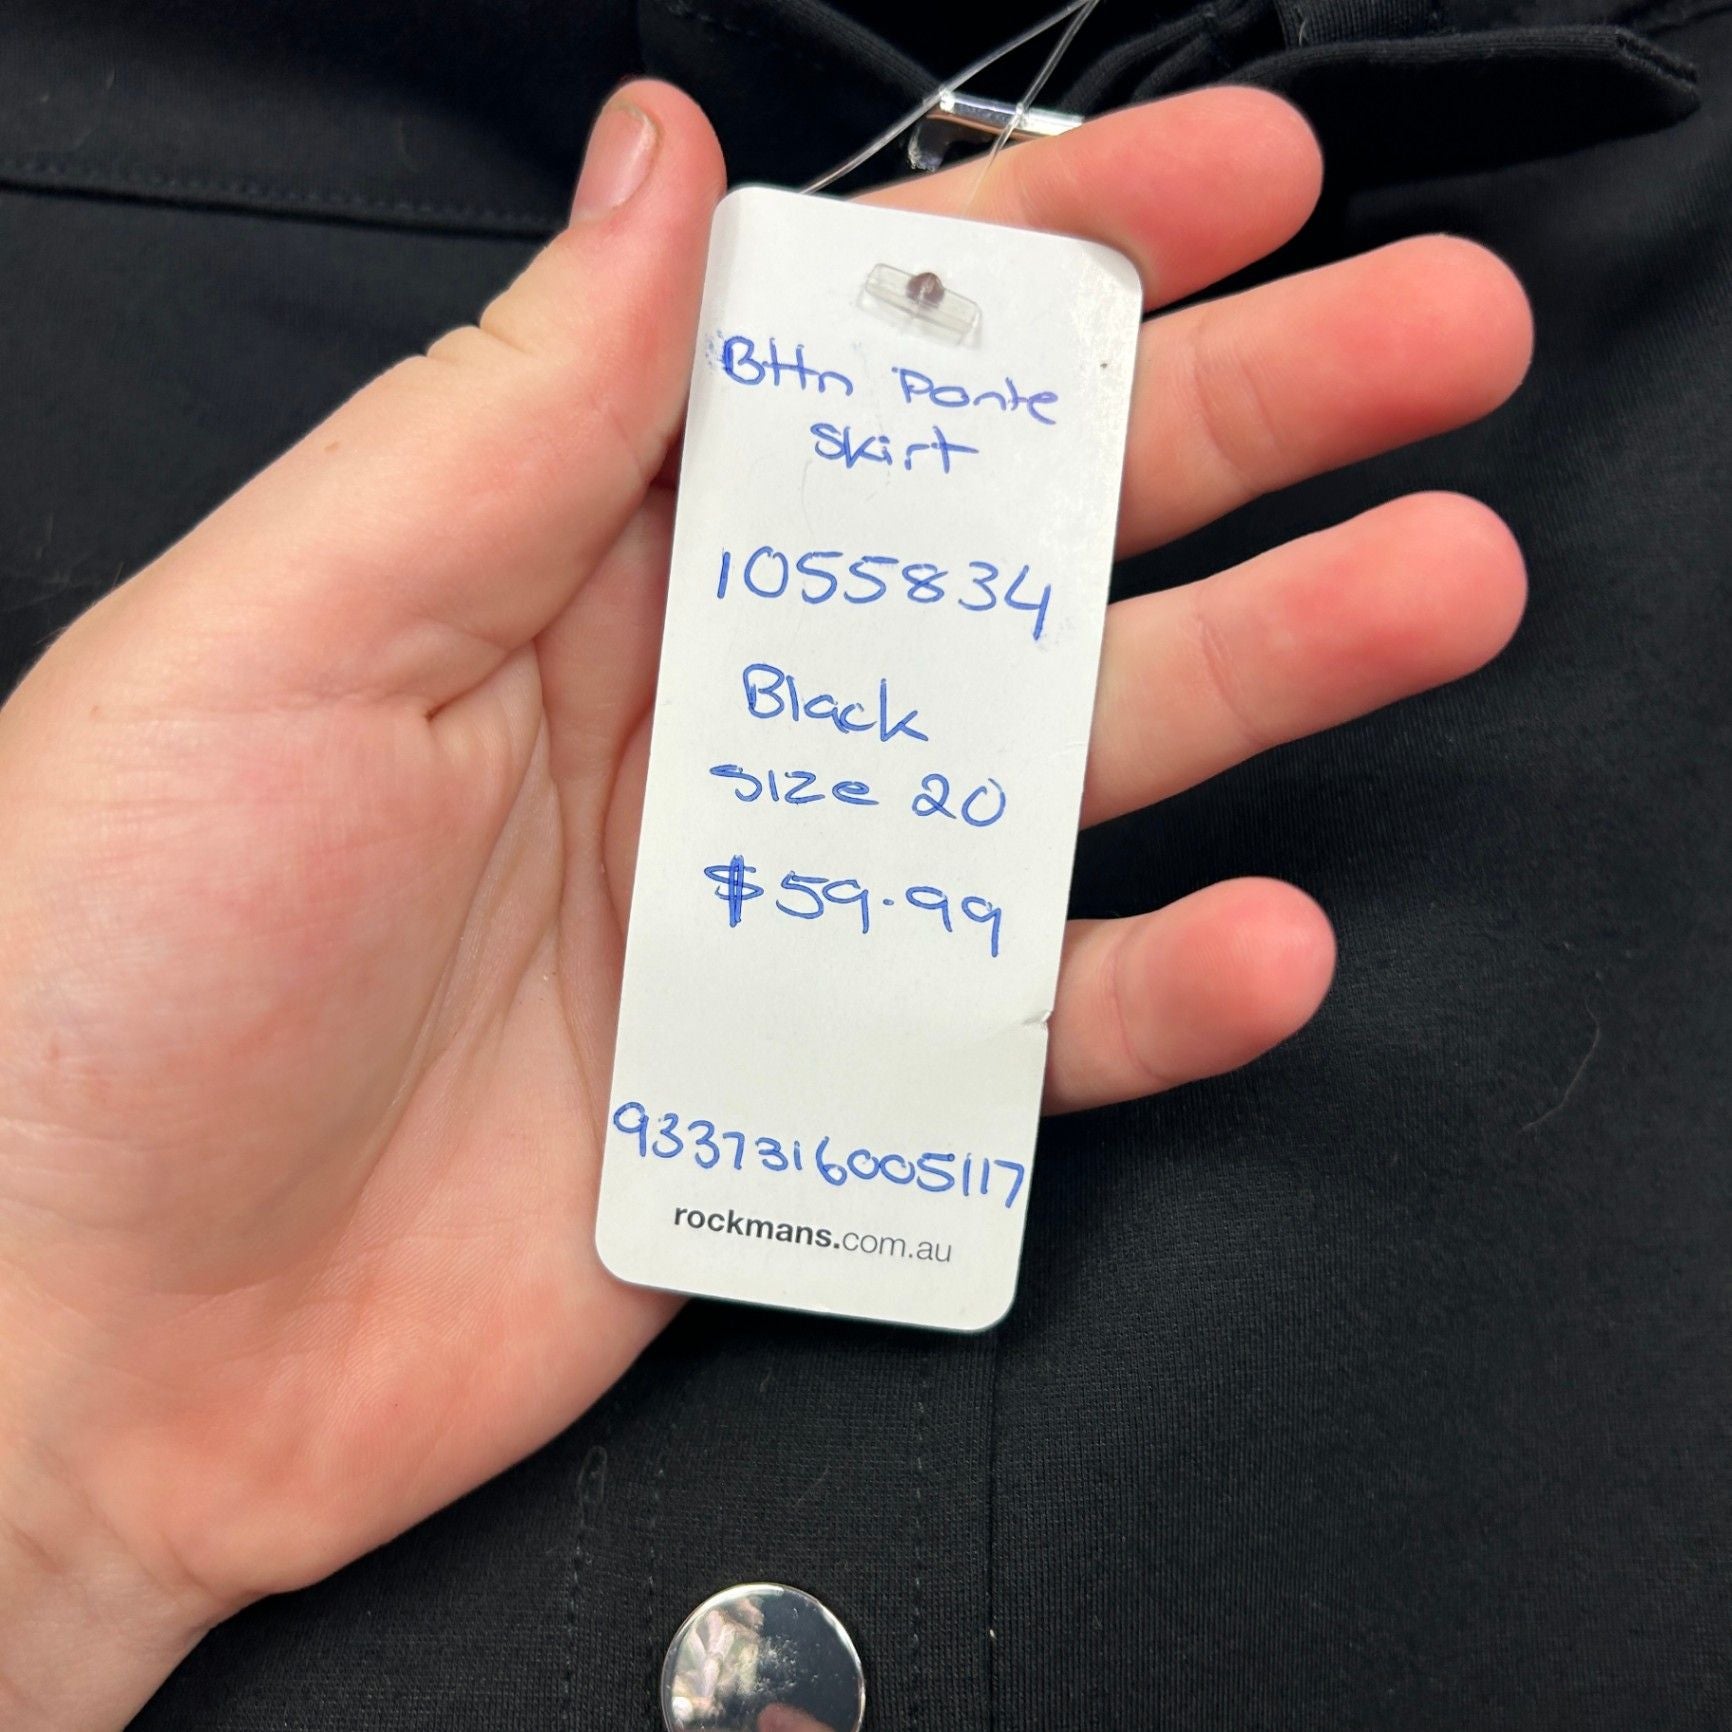 Bttn Ponte
Skirt
1055834
Black
size 20
$59.99
9337316005117
rockmans.com.au